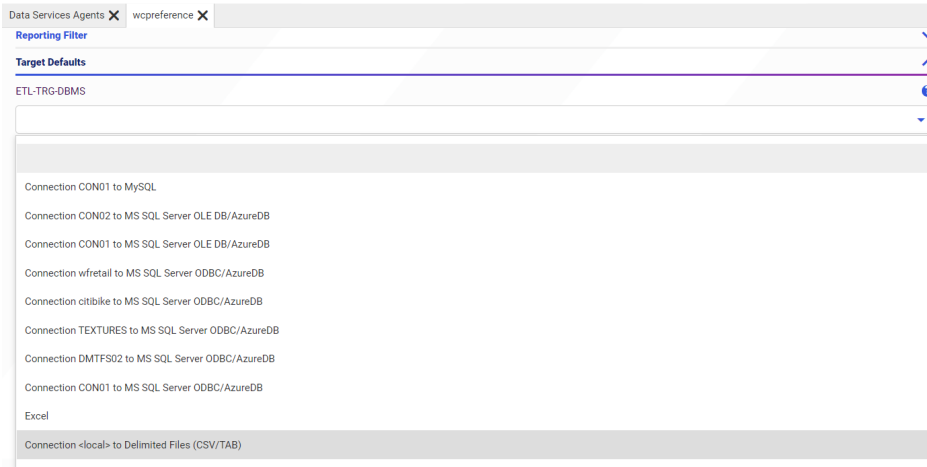 Data Services Agents
wcpreference
Reporting Filter
Target Defaults
ETL-TRG-DBMS
Connection CON01 to MySQL
Connection CON02 to MS SQL Server OLE DB/AzureDB
Connection CON01 to MS SQL Server OLE DB/AzureDB
Connection wfretail to MS SQL Server ODBC/AzureDB
Connection citibike to MS SQL Server ODBC/AzureDB
Connection TEXTURES to MS SQL Server ODBC/AzureDB
Connection DMTFS02 to MS SQL Server ODBC/AzureDB
Connection CON01 to MS SQL Server ODBC/AzureDB
Excel
Connection <local> to Delimited Files (CSV/TAB)